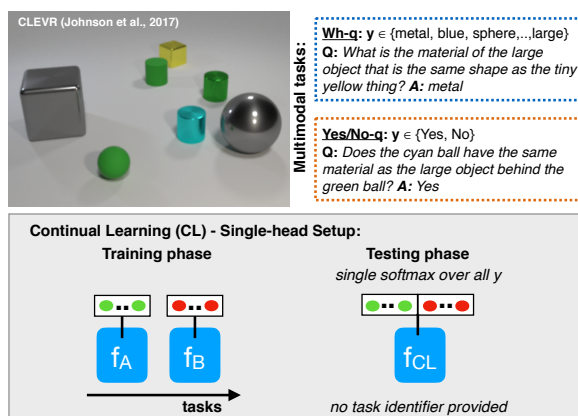 CLEVR (Johnson et al., 2017)
Multimodal tasks:
Wh-q: y ∈ {metal, blue, sphere,..,large}
Q: What is the material of the large
object that is the same shape as the tiny
yellow thing? A: metal
Yes/No-q: y ∈ {Yes, No}
Q: Does the cyan ball have the same
material as the large object behind the
green ball? A: Yes
Continual Learning (CL) - Single-head Setup:
Training phase
Testing phase
single softmax over all y
fA
fB
fCL
tasks
no task identifier provided